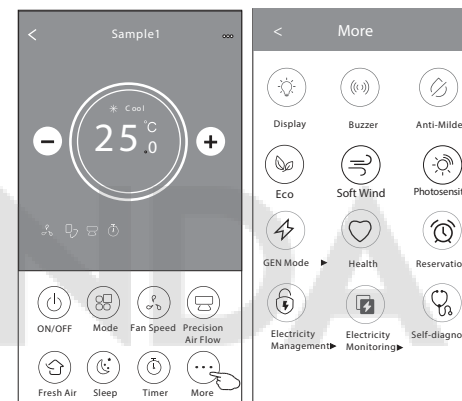 <
Sample1
...
Cool
25.0°C
ON/OFF
Mode
Fan Speed
Precision
Air Flow
Fresh Air
Sleep
Timer
More
<
More
Display
Buzzer
Anti-Milde
Eco
Soft Wind
Photosensit
GEN Mode ▶
Health
Reservatio
Electricity
Management▶
Electricity
Monitoring▶
Self-diagno